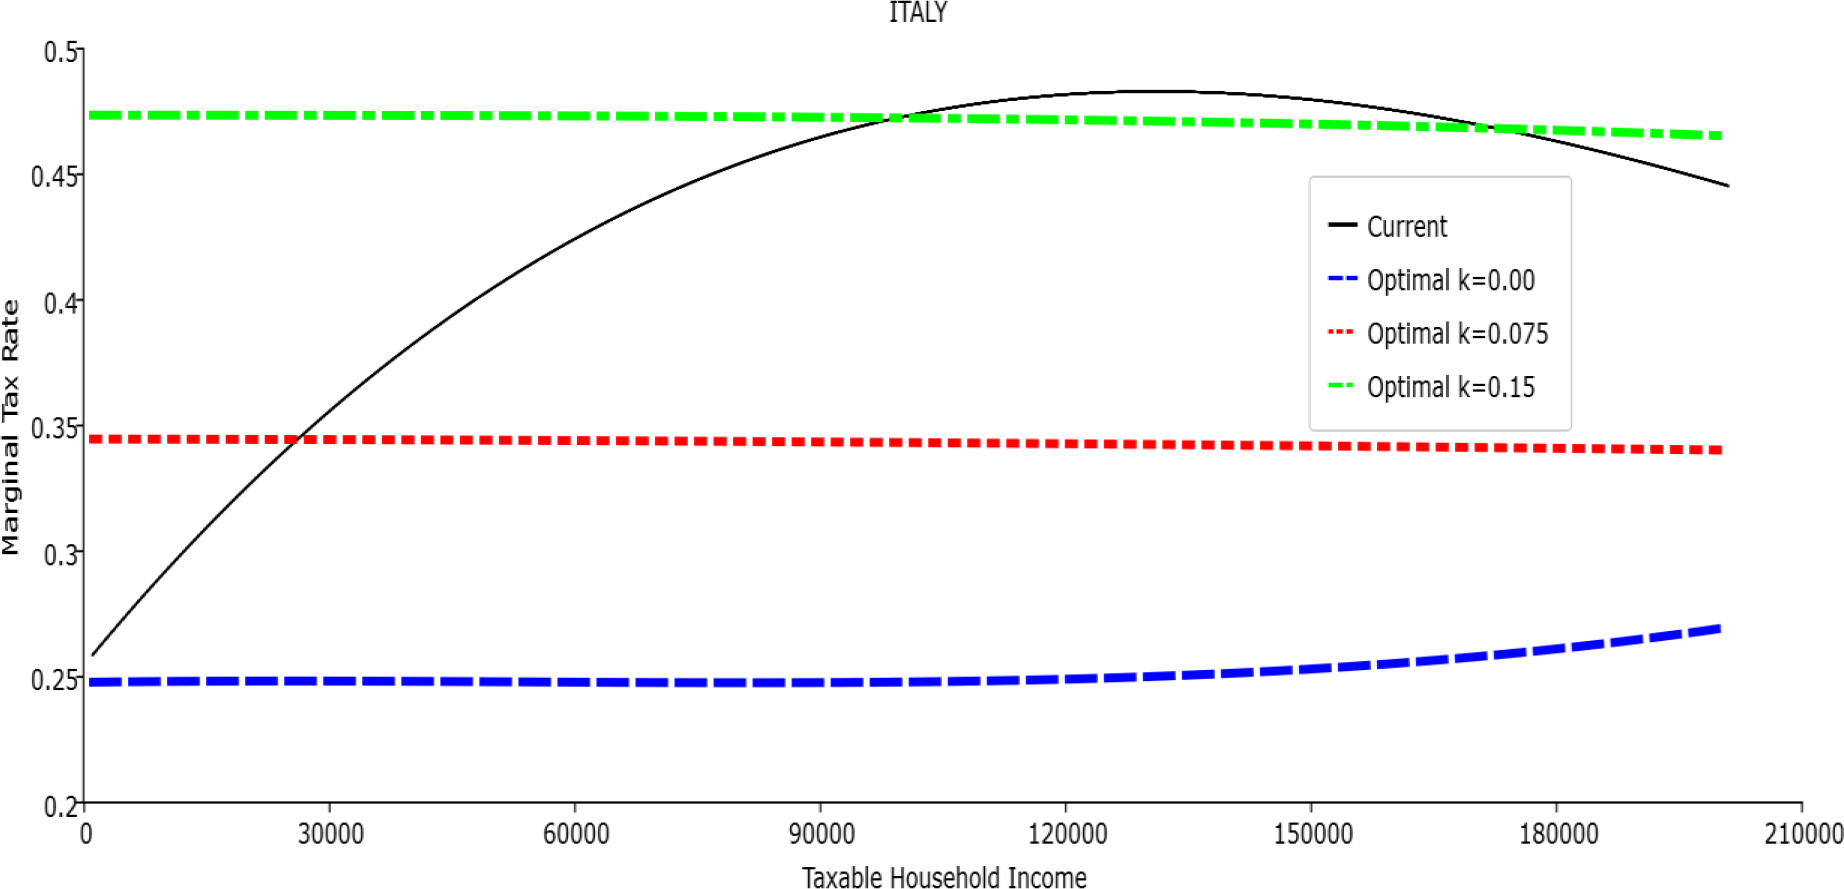 ITALY
0.5
0.45
0.4
0.35
0.3
0.25
0.2
Marginal Tax Rate
Current
Optimal k=0.00
Optimal k=0.075
Optimal k=0.15
0 30000 60000 90000 120000 150000 180000 210000
Taxable Household Income